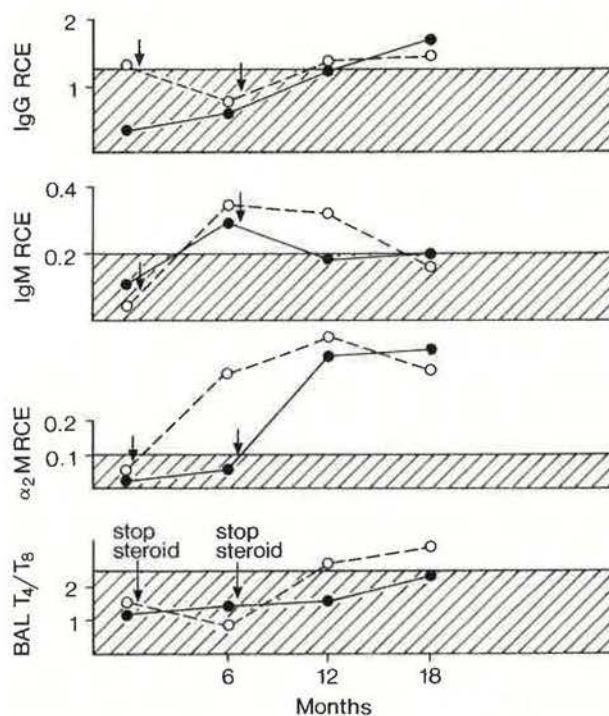 2
1
IgG RCE
0.4
0.2
IgM RCE
0.2
0.1
α₂M RCE
stop
steroid
stop
steroid
2
1
BAL T₄/T₈
6
12
18
Months